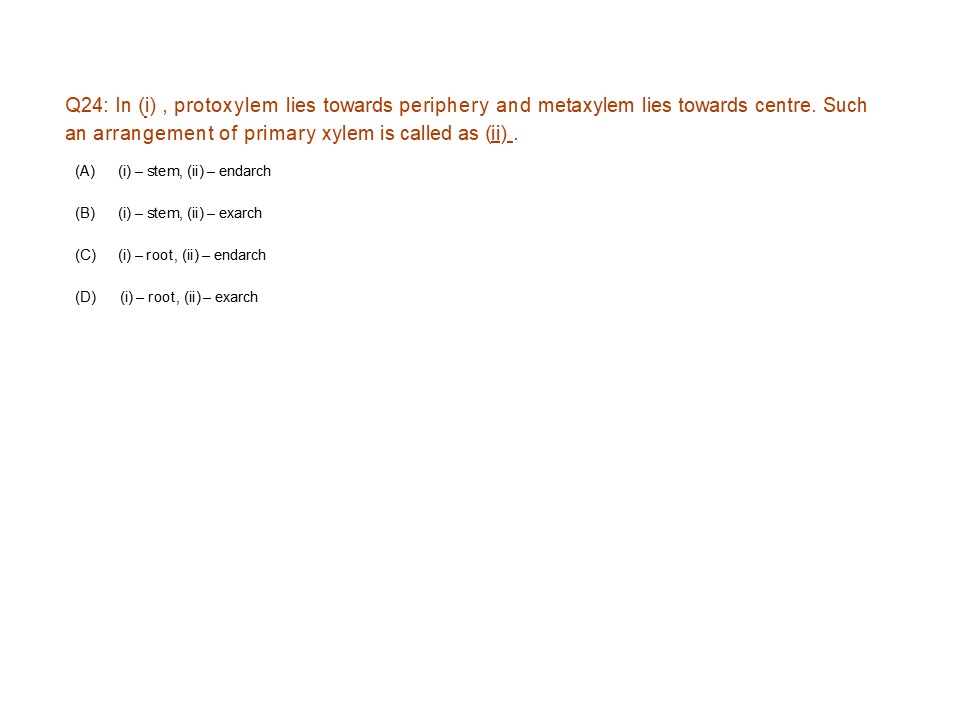 Q24: In (i) , protoxylem lies towards periphery and metaxylem lies towards centre. Such
an arrangement of primary xylem is called as (ii) .
(A) (i) – stem, (ii) – endarch
(B) (i) – stem, (ii) – exarch
(C) (i) – root, (ii) – endarch
(D) (i) – root, (ii) – exarch